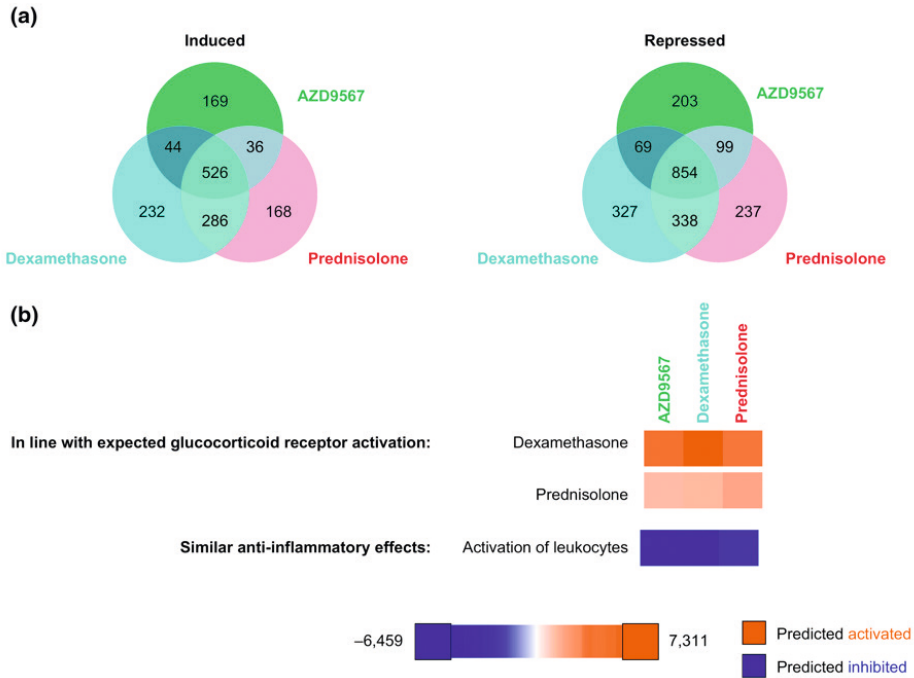 (a)
Induced
AZD9567
169
44
36
526
232
286
168
Dexamethasone
Prednisolone
Repressed
AZD9567
203
69
99
854
327
338
237
Dexamethasone
Prednisolone
(b)
AZD9567
Dexamethasone
Prednisolone
In line with expected glucocorticoid receptor activation:
Dexamethasone
Prednisolone
Similar anti-inflammatory effects:
Activation of leukocytes
–6,459
7,311
Predicted activated
Predicted inhibited